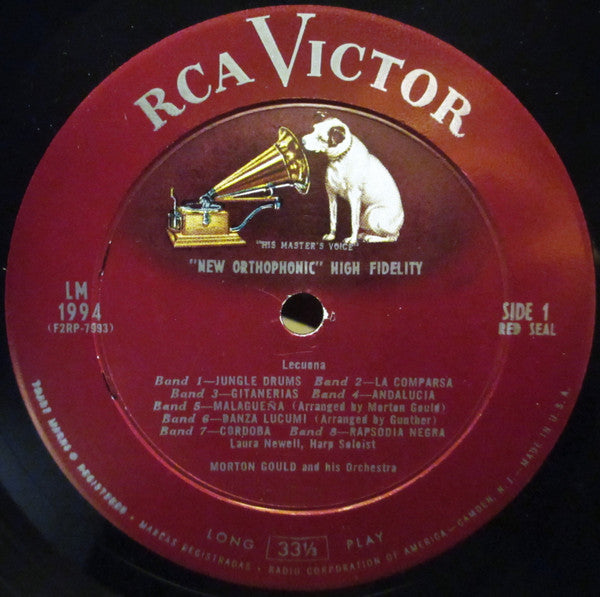 RCA VICTOR
"HIS MASTER'S VOICE"
"NEW ORTHOPHONIC" HIGH FIDELITY
LM
1994
(F2RP-7993)
SIDE 1
RED SEAL
Lecuona
Band 1—JUNGLE DRUMS Band 2—LA COMPARSA
Band 3—GITANERIAS Band 4—ANDALUCIA
Band 5—MALAGUEÑA (Arranged by Morton Gould)
Band 6—DANZA LUCUMI (Arranged by Gunther)
Band 7—CORDOBA Band 8—RAPSODIA NEGRA
Laura Newell, Harp Soloist
MORTON GOULD and his Orchestra
LONG 33⅓ PLAY
TRADE MARKS ® REGISTERED • MARCAS REGISTRADAS • RADIO CORPORATION OF AMERICA—CAMDEN, N. J.—MADE IN U.S.A.